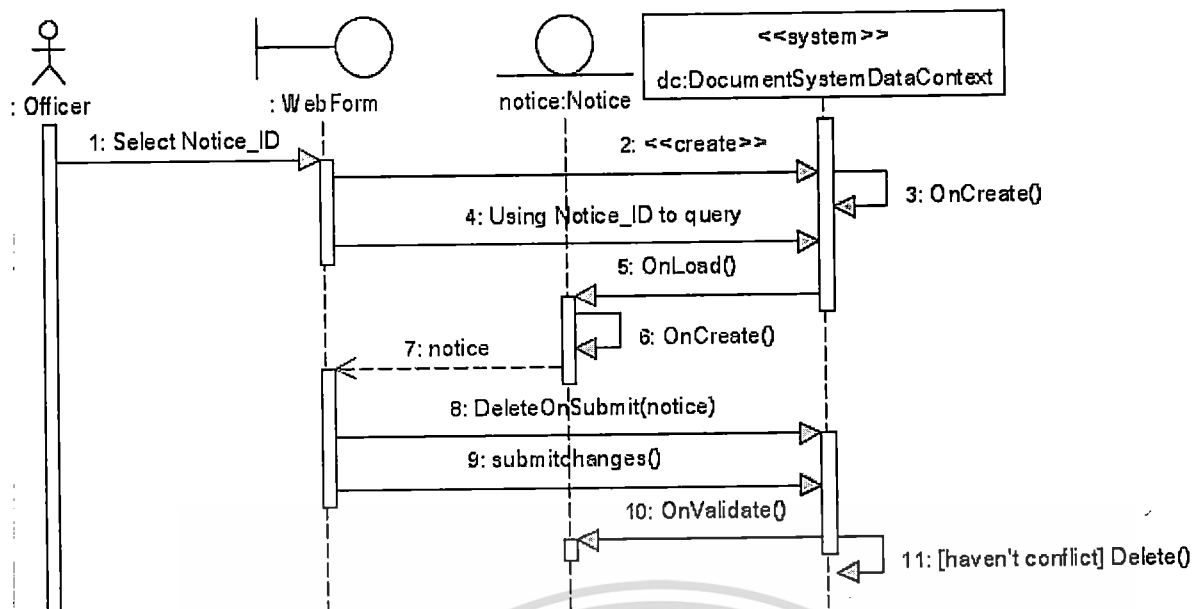 <<system>>
dc:DocumentSystemDataContext
: Officer
: WebForm
notice:Notice
1: Select Notice_ID
2: <<create>>
3: OnCreate()
4: Using Notice_ID to query
5: OnLoad()
6: OnCreate()
7: notice
8: DeleteOnSubmit(notice)
9: submitchanges()
10: OnValidate()
11: [haven't conflict] Delete()